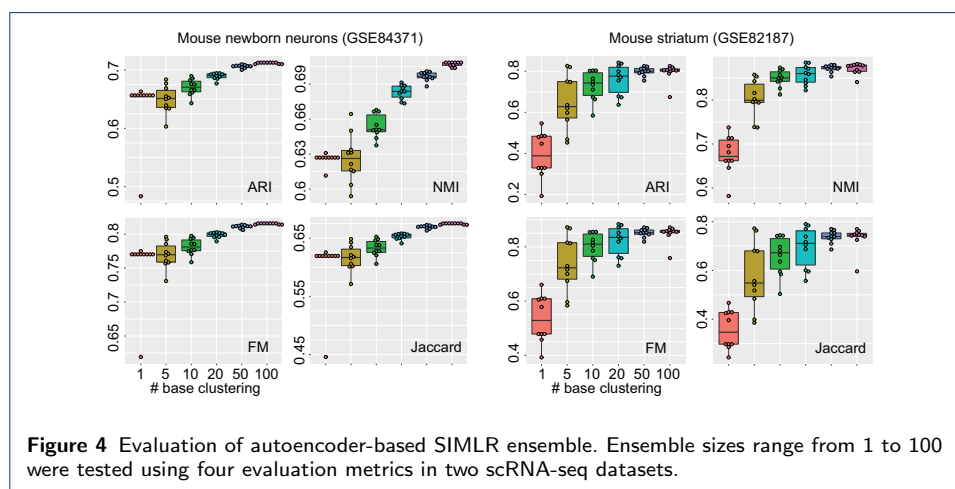 Mouse newborn neurons (GSE84371)
Mouse striatum (GSE82187)
0.7
0.6
0.5
ARI
0.69
0.66
0.63
0.6
NMI
0.8
0.6
0.4
0.2
ARI
0.8
0.7
0.6
NMI
0.8
0.75
0.7
0.65
FM
0.65
0.55
0.45
Jaccard
0.8
0.6
0.4
FM
0.8
0.6
0.4
Jaccard
1 5 10 20 50 100
# base clustering
1 5 10 20 50 100
# base clustering
Figure 4 Evaluation of autoencoder-based SIMLR ensemble. Ensemble sizes range from 1 to 100
were tested using four evaluation metrics in two scRNA-seq datasets.